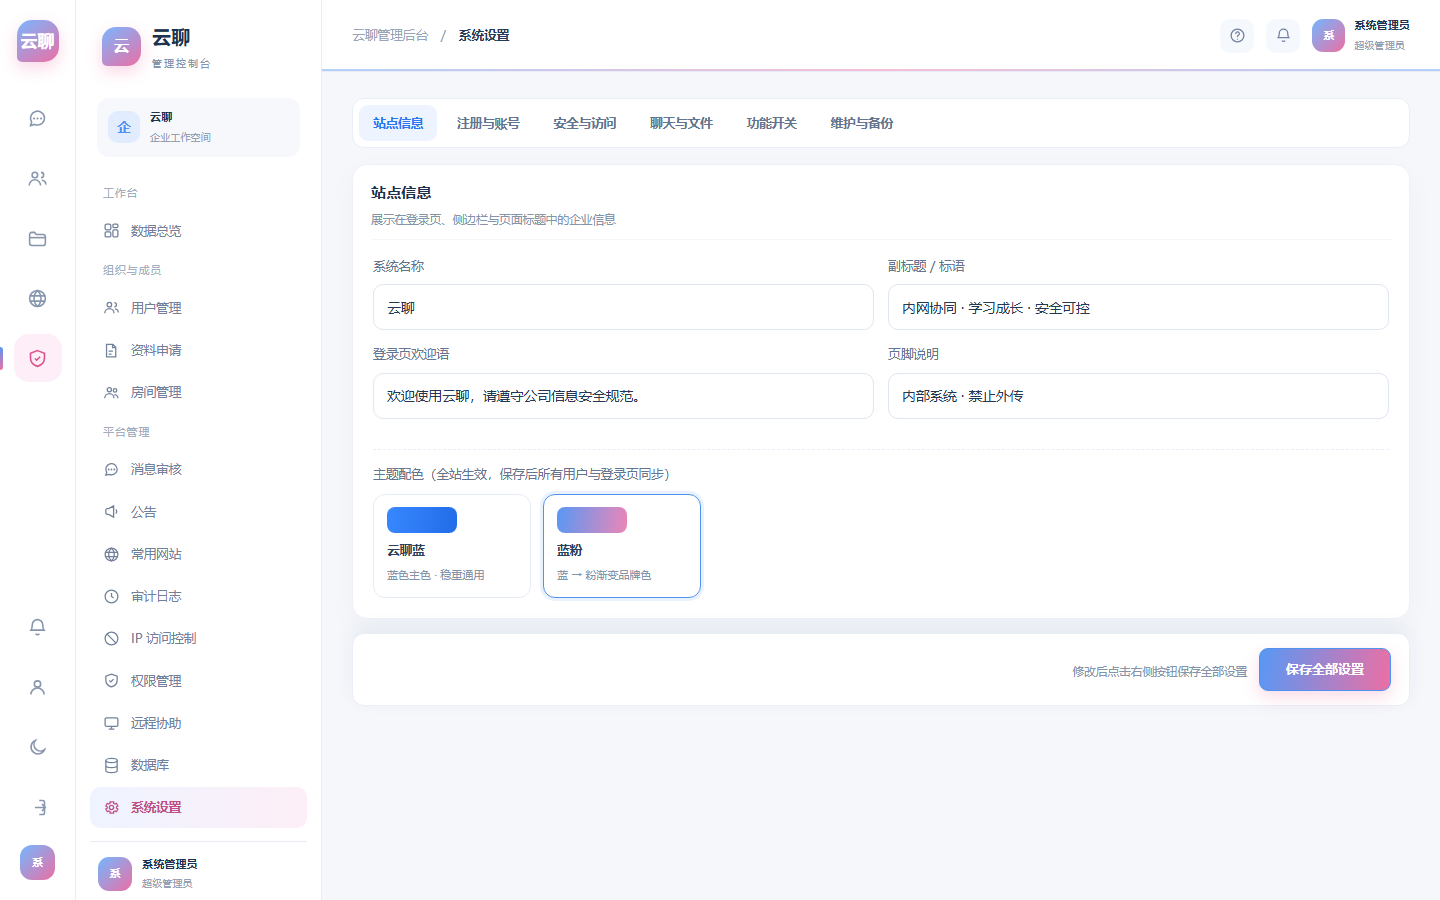 云聊
云
云聊
管理控制台
企
云聊
企业工作空间
工作台
数据总览
组织与成员
用户管理
资料申请
房间管理
平台管理
消息审核
公告
常用网站
审计日志
IP 访问控制
权限管理
远程协助
数据库
系统设置
系
系
系统管理员
超级管理员
云聊管理后台 / 系统设置
系
系统管理员
超级管理员
站点信息 注册与账号 安全与访问 聊天与文件 功能开关 维护与备份
站点信息
展示在登录页、侧边栏与页面标题中的企业信息
系统名称
云聊
副标题 / 标语
内网协同 · 学习成长 · 安全可控
登录页欢迎语
欢迎使用云聊，请遵守公司信息安全规范。
页脚说明
内部系统 · 禁止外传
主题配色（全站生效，保存后所有用户与登录页同步）
云聊蓝
蓝色主色 · 稳重通用
蓝粉
蓝 → 粉渐变品牌色
修改后点击右侧按钮保存全部设置
保存全部设置